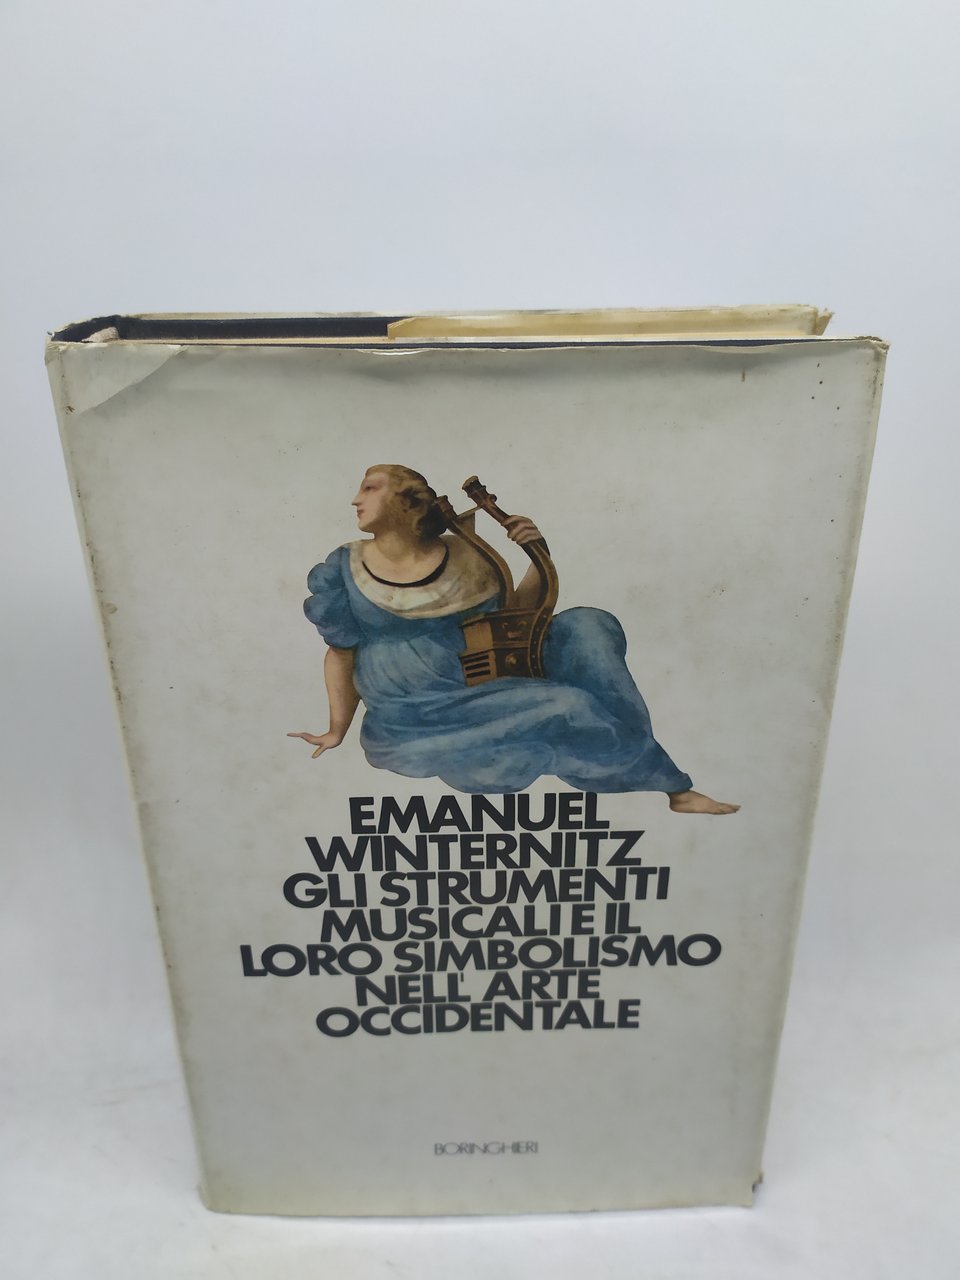 EMANUEL
WINTERNITZ
GLI STRUMENTI
MUSICALI E IL
LORO SIMBOLISMO
NELL' ARTE
OCCIDENTALE
BORINGHIERI